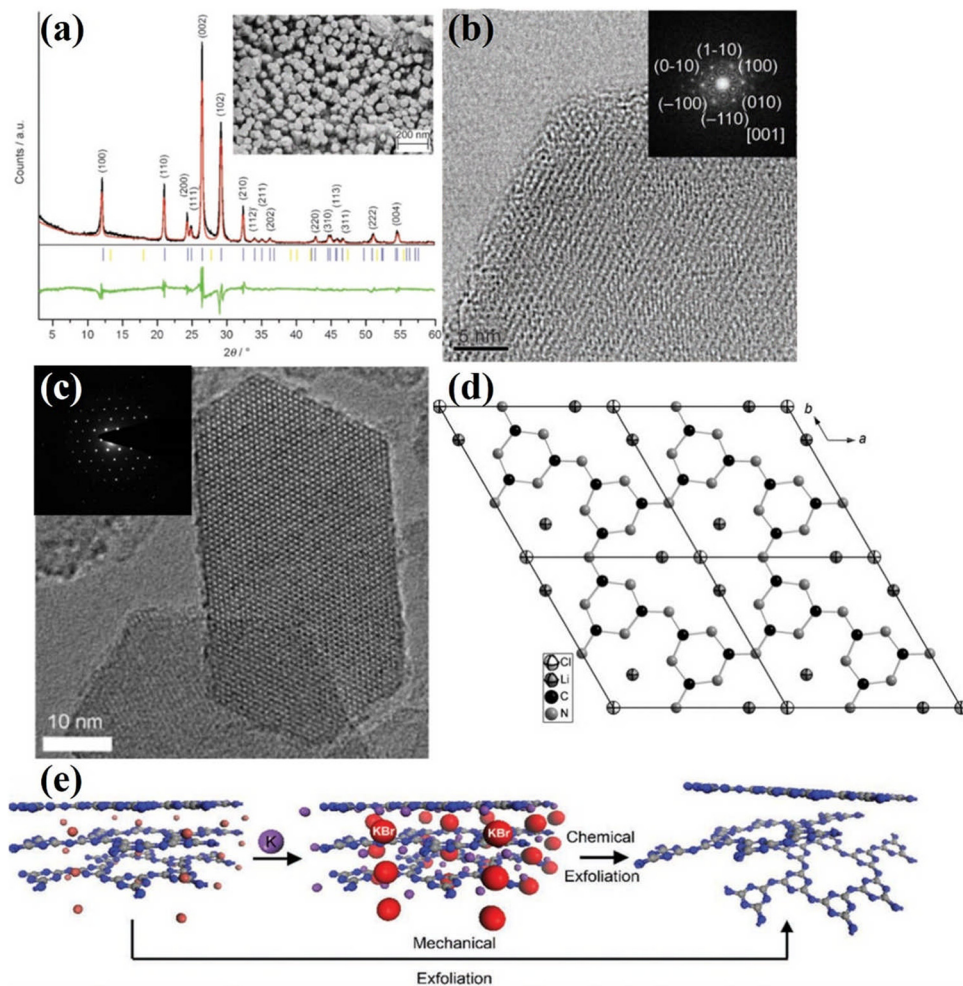 (a)
Counts / a.u.
(100)
(110)
(200)
(111)
(002)
(102)
(210)
(112)
(211)
(202)
(220)
(310)
(113)
(311)
(222)
(004)
200 nm
5 10 15 20 25 30 35 40 45 50 55 60
2θ / °
(b)
(1-10)
(0-10) (100)
(−100) (010)
(−110)
[001]
5 nm
(c)
10 nm
(d)
b
a
Cl
Li
C
N
(e)
K
KBr KBr
Chemical
Exfoliation
Mechanical
Exfoliation